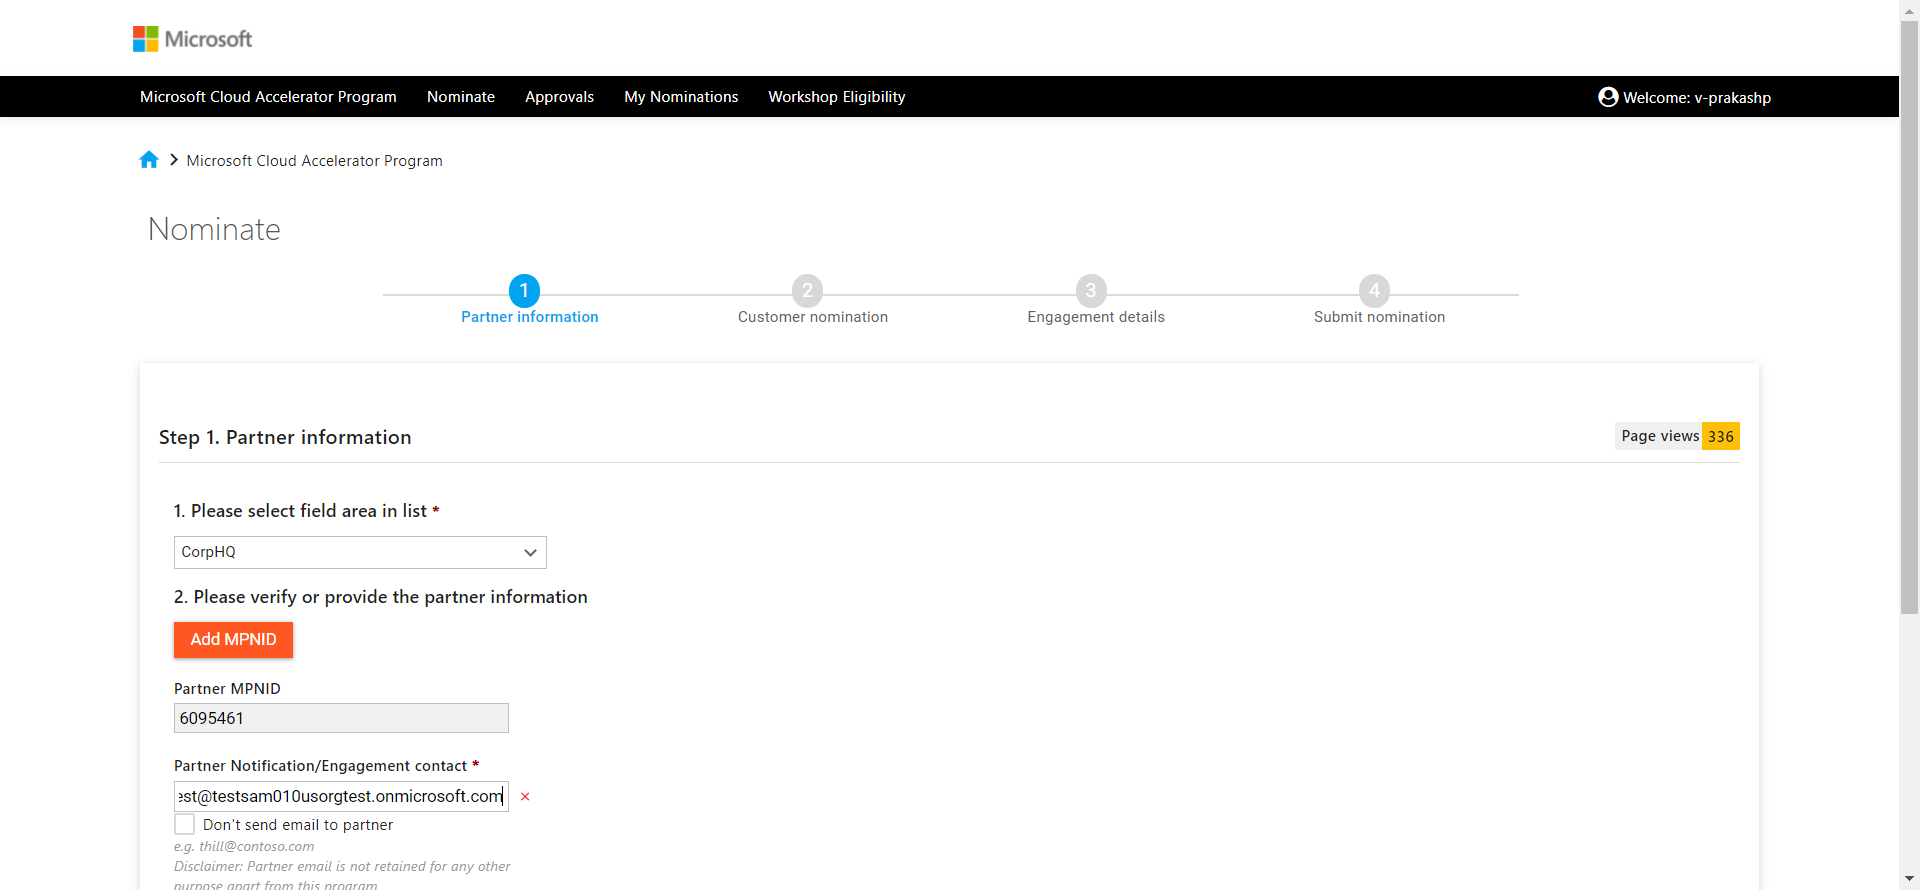 Microsoft
Microsoft Cloud Accelerator Program Nominate Approvals My Nominations Workshop Eligibility Welcome: v-prakashp
Microsoft Cloud Accelerator Program
Nominate
1 2 3 4
Partner information Customer nomination Engagement details Submit nomination
Step 1. Partner information Page views 336
1. Please select field area in list *
CorpHQ
2. Please verify or provide the partner information
Add MPNID
Partner MPNID
6095461
Partner Notification/Engagement contact *
est@testsam010usorgtest.onmicrosoft.com ×
Don't send email to partner
e.g. thill@contoso.com
Disclaimer: Partner email is not retained for any other
purpose apart from this program